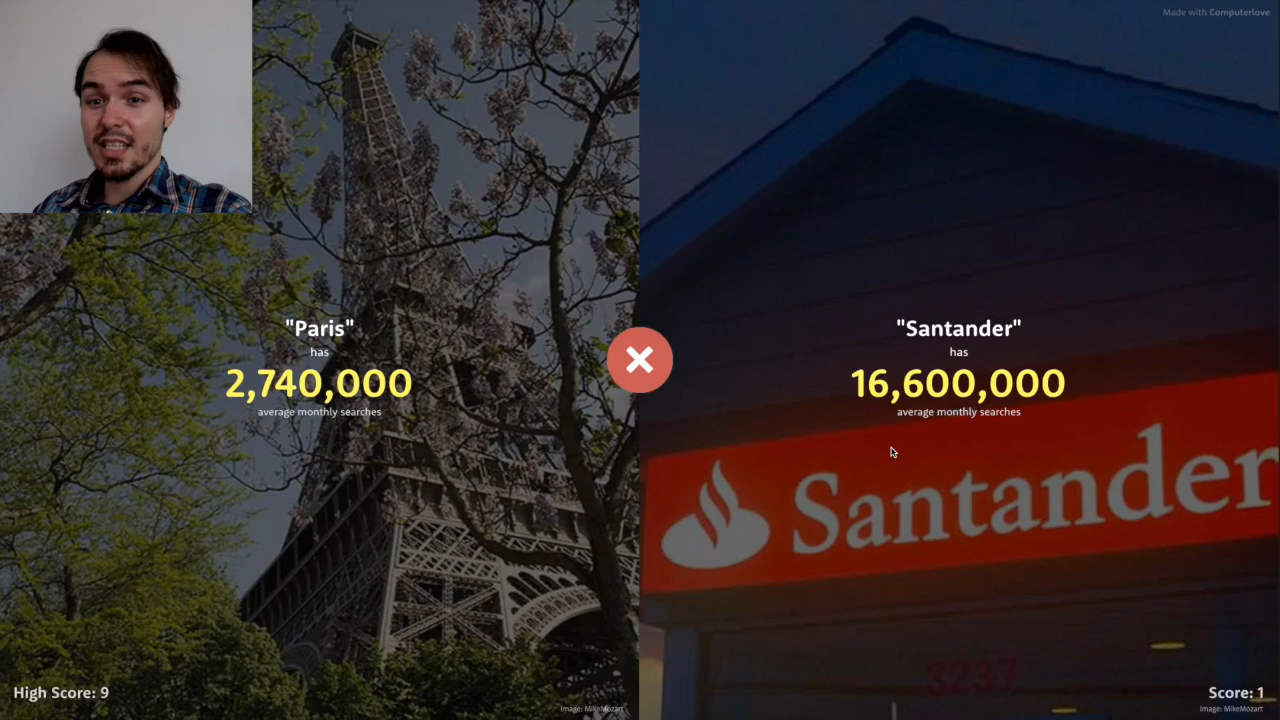 Made with Computerlove
"Paris"
has
2,740,000
average monthly searches
"Santander"
has
16,600,000
average monthly searches
Santander
3237
High Score: 9
Image: MikeMozart
Score: 1
Image: MikeMozart